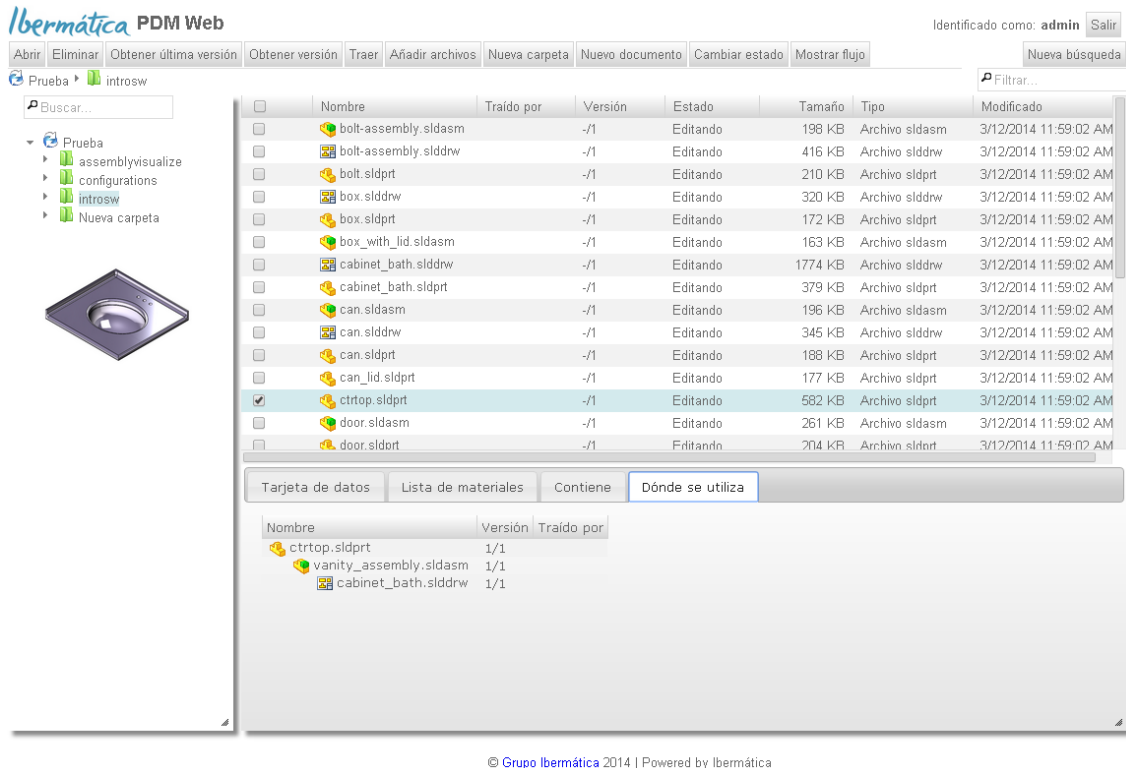 Ibermática PDM Web
Identificado como: admin Salir
Abrir Eliminar Obtener última versión Obtener versión Traer Añadir archivos Nueva carpeta Nuevo documento Cambiar estado Mostrar flujo Nueva búsqueda
Prueba introsw
Filtrar...
Buscar...
Prueba
assemblyvisualize
configurations
introsw
Nueva carpeta
Nombre Traído por Versión Estado Tamaño Tipo Modificado
bolt-assembly.sldasm -/1 Editando 198 KB Archivo sldasm 3/12/2014 11:59:02 AM
bolt-assembly.slddrw -/1 Editando 416 KB Archivo slddrw 3/12/2014 11:59:02 AM
bolt.sldprt -/1 Editando 210 KB Archivo sldprt 3/12/2014 11:59:02 AM
box.slddrw -/1 Editando 320 KB Archivo slddrw 3/12/2014 11:59:02 AM
box.sldprt -/1 Editando 172 KB Archivo sldprt 3/12/2014 11:59:02 AM
box_with_lid.sldasm -/1 Editando 163 KB Archivo sldasm 3/12/2014 11:59:02 AM
cabinet_bath.slddrw -/1 Editando 1774 KB Archivo slddrw 3/12/2014 11:59:02 AM
cabinet_bath.sldprt -/1 Editando 379 KB Archivo sldprt 3/12/2014 11:59:02 AM
can.sldasm -/1 Editando 196 KB Archivo sldasm 3/12/2014 11:59:02 AM
can.slddrw -/1 Editando 345 KB Archivo slddrw 3/12/2014 11:59:02 AM
can.sldprt -/1 Editando 188 KB Archivo sldprt 3/12/2014 11:59:02 AM
can_lid.sldprt -/1 Editando 177 KB Archivo sldprt 3/12/2014 11:59:02 AM
ctrtop.sldprt -/1 Editando 582 KB Archivo sldprt 3/12/2014 11:59:02 AM
door.sldasm -/1 Editando 261 KB Archivo sldasm 3/12/2014 11:59:02 AM
door.sldprt -/1 Editando 204 KB Archivo sldprt 3/12/2014 11:59:02 AM
Tarjeta de datos Lista de materiales Contiene Dónde se utiliza
Nombre Versión Traído por
ctrtop.sldprt 1/1
vanity_assembly.sldasm 1/1
cabinet_bath.slddrw 1/1
© Grupo Ibermática 2014 | Powered by Ibermática